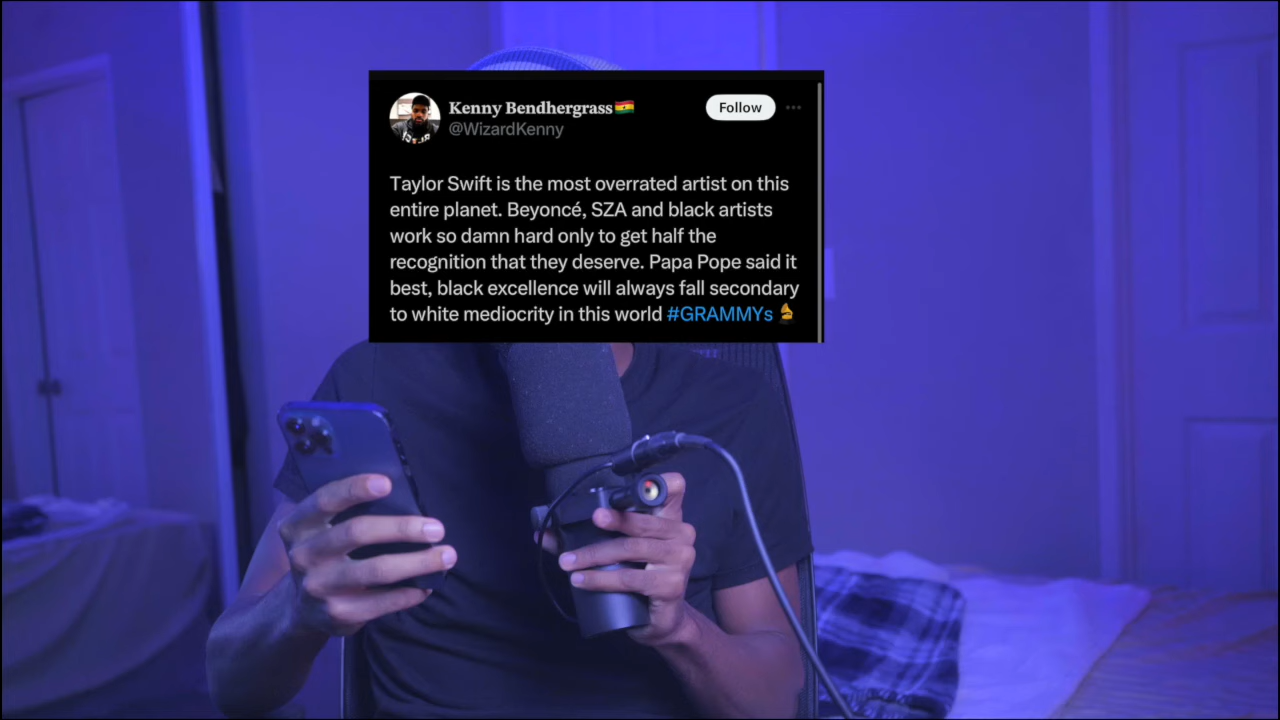 Kenny Bendhergrass🇬🇭
Follow
@WizardKenny
Taylor Swift is the most overrated artist on this
entire planet. Beyoncé, SZA and black artists
work so damn hard only to get half the
recognition that they deserve. Papa Pope said it
best, black excellence will always fall secondary
to white mediocrity in this world #GRAMMYs